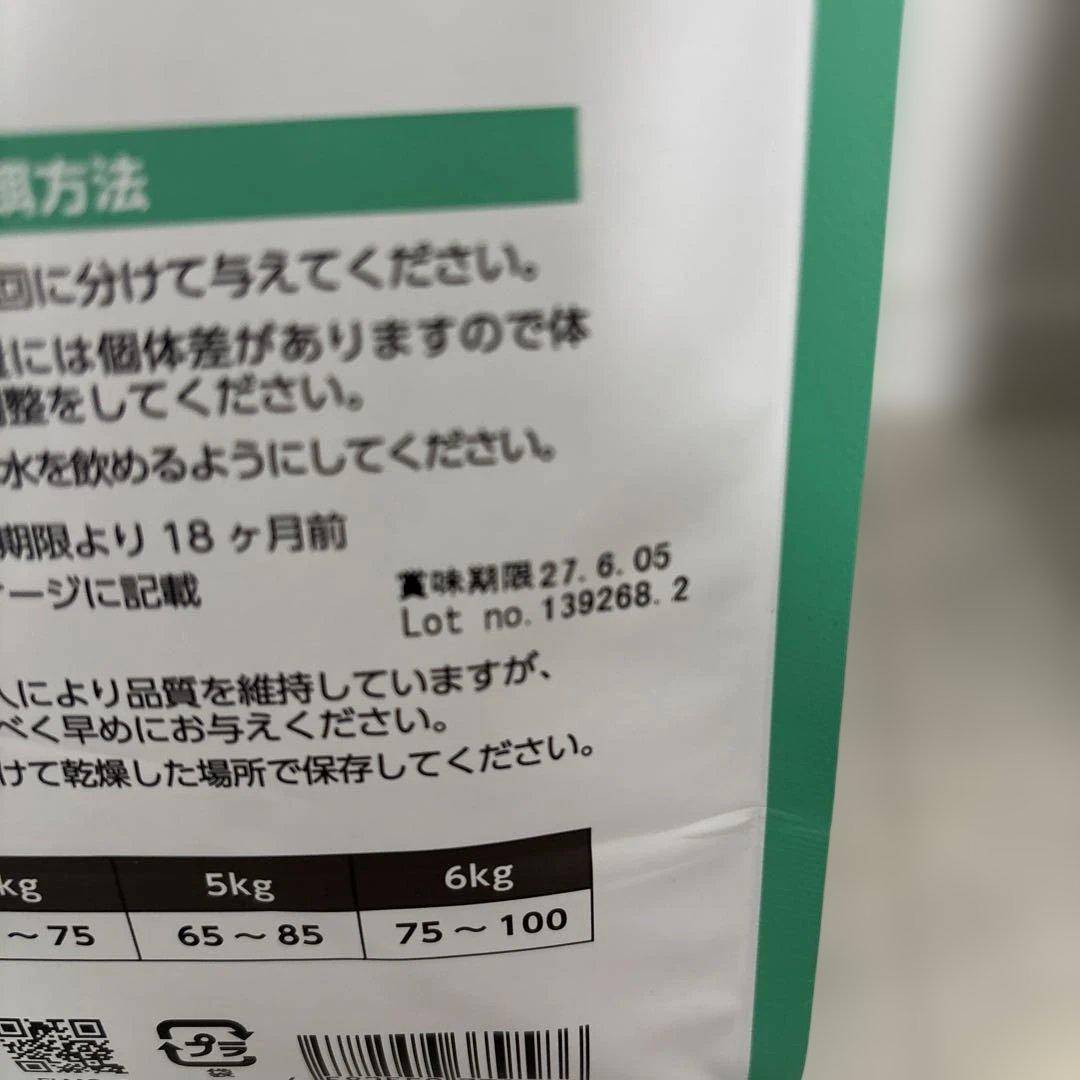 方法
回に分けて与えてください。
には個体差がありますので体
調整をしてください。
水を飲めるようにしてください。
期限より 18 ヶ月前
ージに記載
賞味期限27.6.05
Lot no.139268.2
により品質を維持していますが、
べく早めにお与えください。
けて乾燥した場所で保存してください。
kg 5kg 6kg
～75 65～85 75～100
プラ
袋